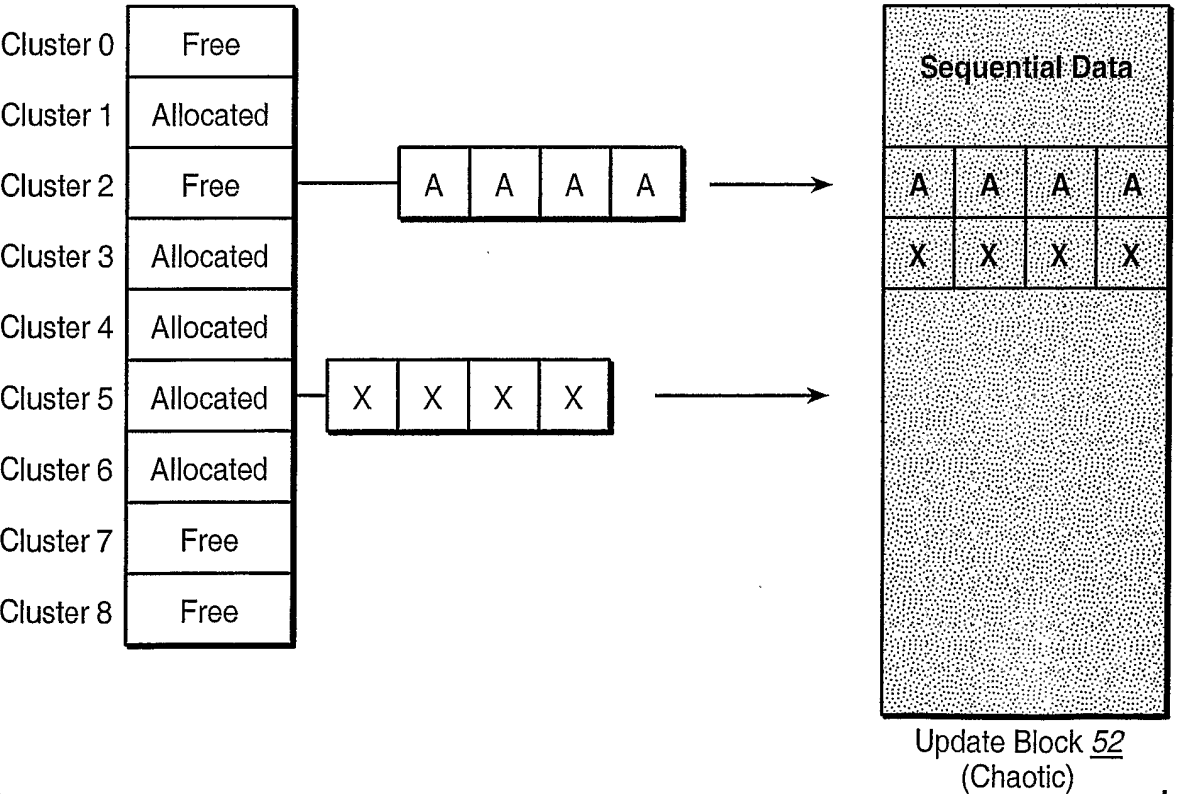 Cluster 0 Free
Cluster 1 Allocated
Cluster 2 Free
Cluster 3 Allocated
Cluster 4 Allocated
Cluster 5 Allocated
Cluster 6 Allocated
Cluster 7 Free
Cluster 8 Free
A A A A
X X X X
Sequential Data
A A A A
X X X X
Update Block 52
(Chaotic)